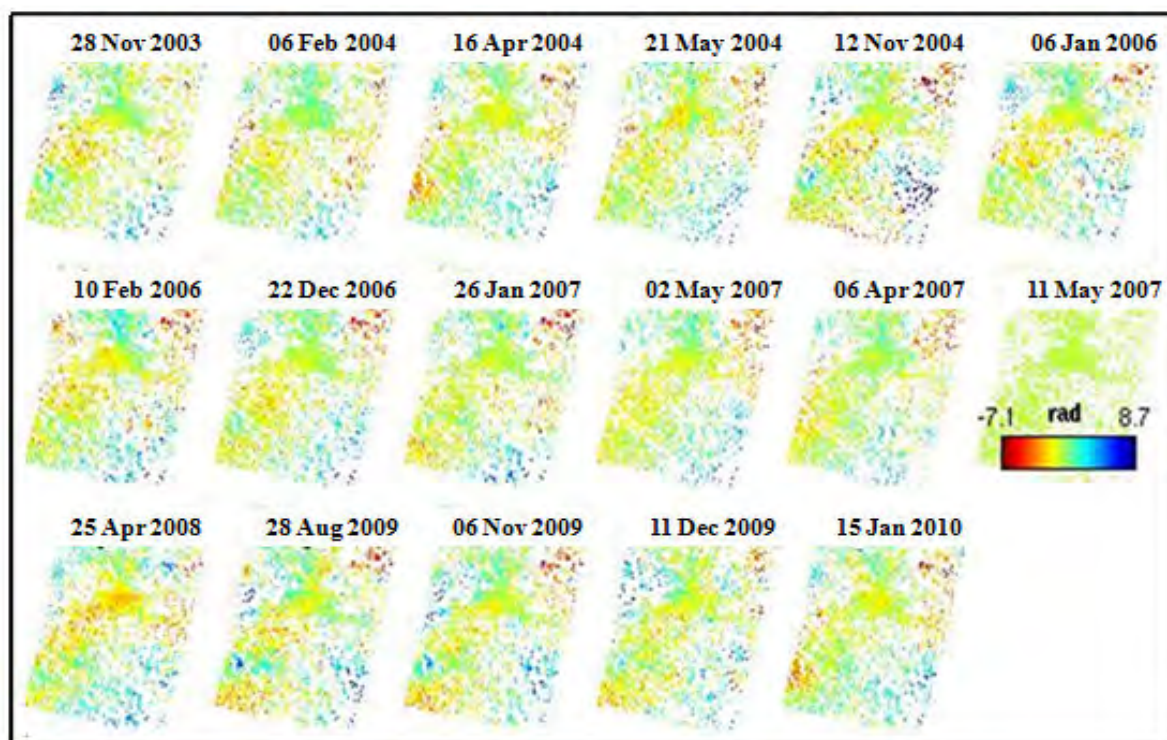 28 Nov 2003 06 Feb 2004 16 Apr 2004 21 May 2004 12 Nov 2004 06 Jan 2006
10 Feb 2006 22 Dec 2006 26 Jan 2007 02 May 2007 06 Apr 2007 11 May 2007
-7.1 rad 8.7
25 Apr 2008 28 Aug 2009 06 Nov 2009 11 Dec 2009 15 Jan 2010